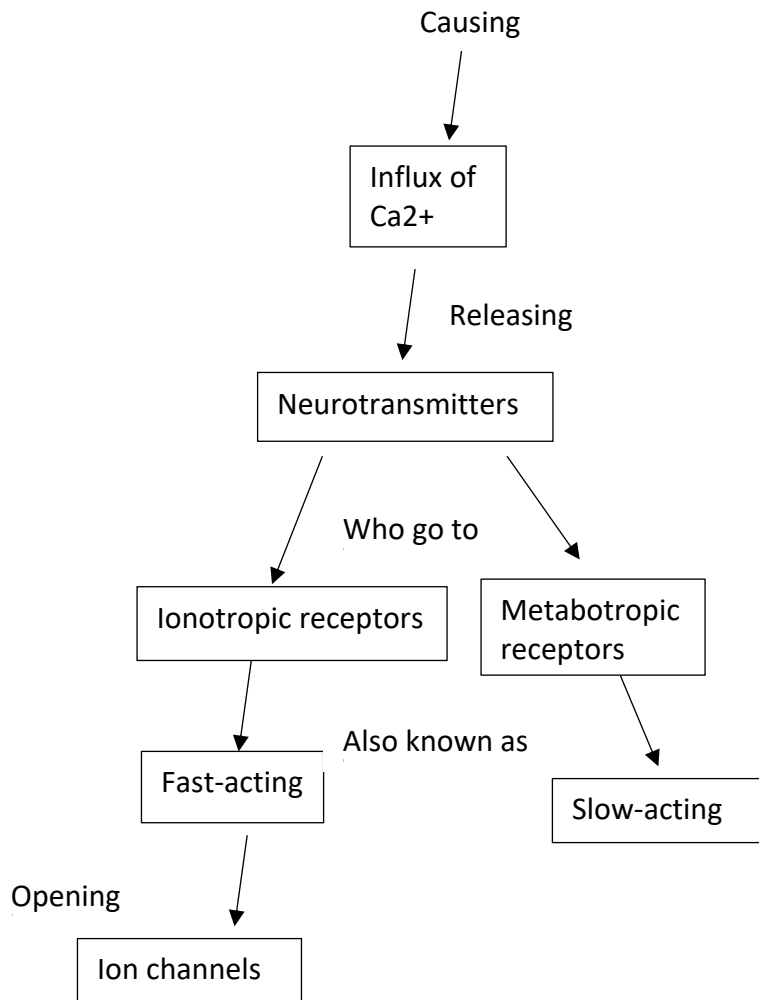 Causing
Influx of
Ca2+
Releasing
Neurotransmitters
Who go to
Ionotropic receptors
Metabotropic
receptors
Also known as
Fast-acting
Slow-acting
Opening
Ion channels